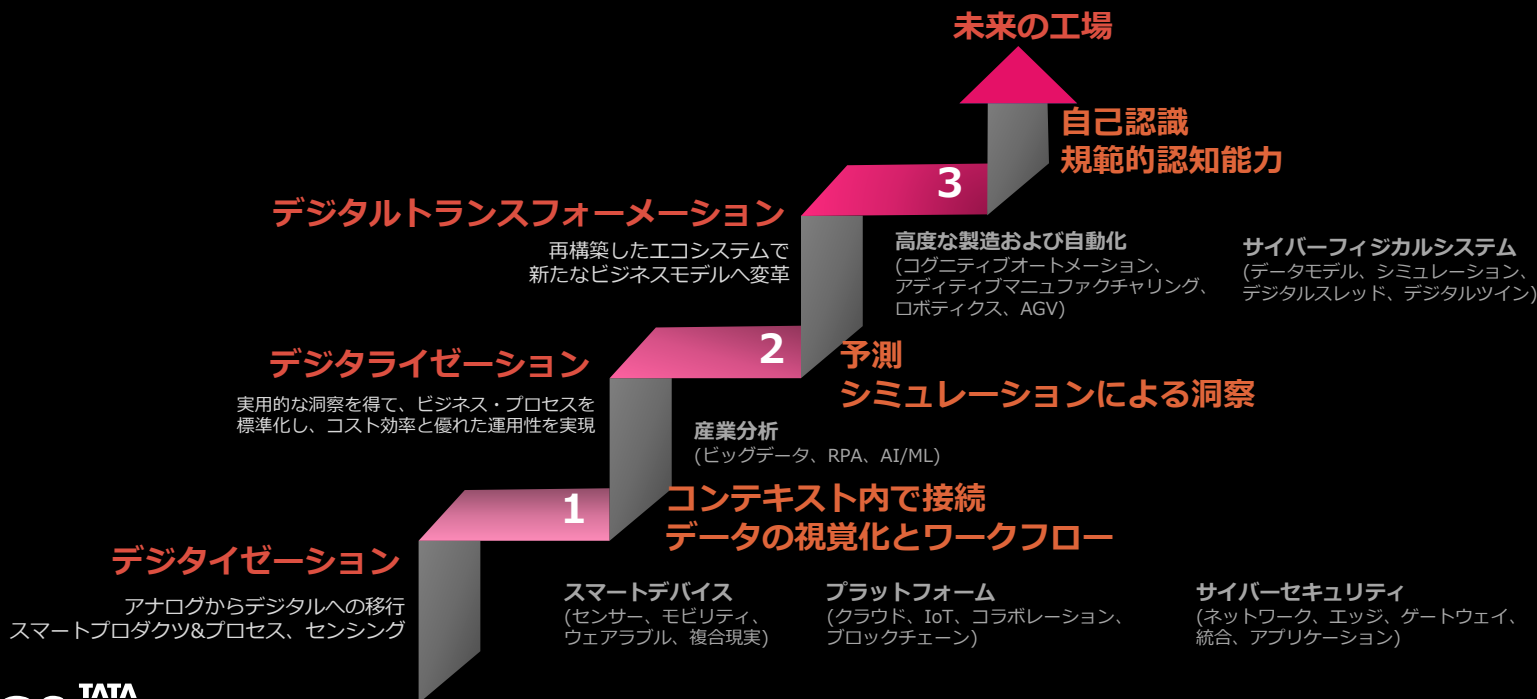 未来の工場
自己認識
規範的認知能力
3
デジタルトランスフォーメーション
再構築したエコシステムで
新たなビジネスモデルへ変革
高度な製造および自動化
(コグニティブオートメーション、
アディティブマニュファクチャリング、
ロボティクス、AGV)
サイバーフィジカルシステム
(データモデル、シミュレーション、
デジタルスレッド、デジタルツイン)
2
デジタライゼーション
実用的な洞察を得て、ビジネス・プロセスを
標準化し、コスト効率と優れた運用性を実現
予測
シミュレーションによる洞察
産業分析
(ビッグデータ、RPA、AI/ML)
1
コンテキスト内で接続
データの視覚化とワークフロー
デジタイゼーション
アナログからデジタルへの移行
スマートプロダクツ&プロセス、センシング
スマートデバイス
(センサー、モビリティ、
ウェアラブル、複合現実)
プラットフォーム
(クラウド、IoT、コラボレーション、
ブロックチェーン)
サイバーセキュリティ
(ネットワーク、エッジ、ゲートウェイ、
統合、アプリケーション)
TATA